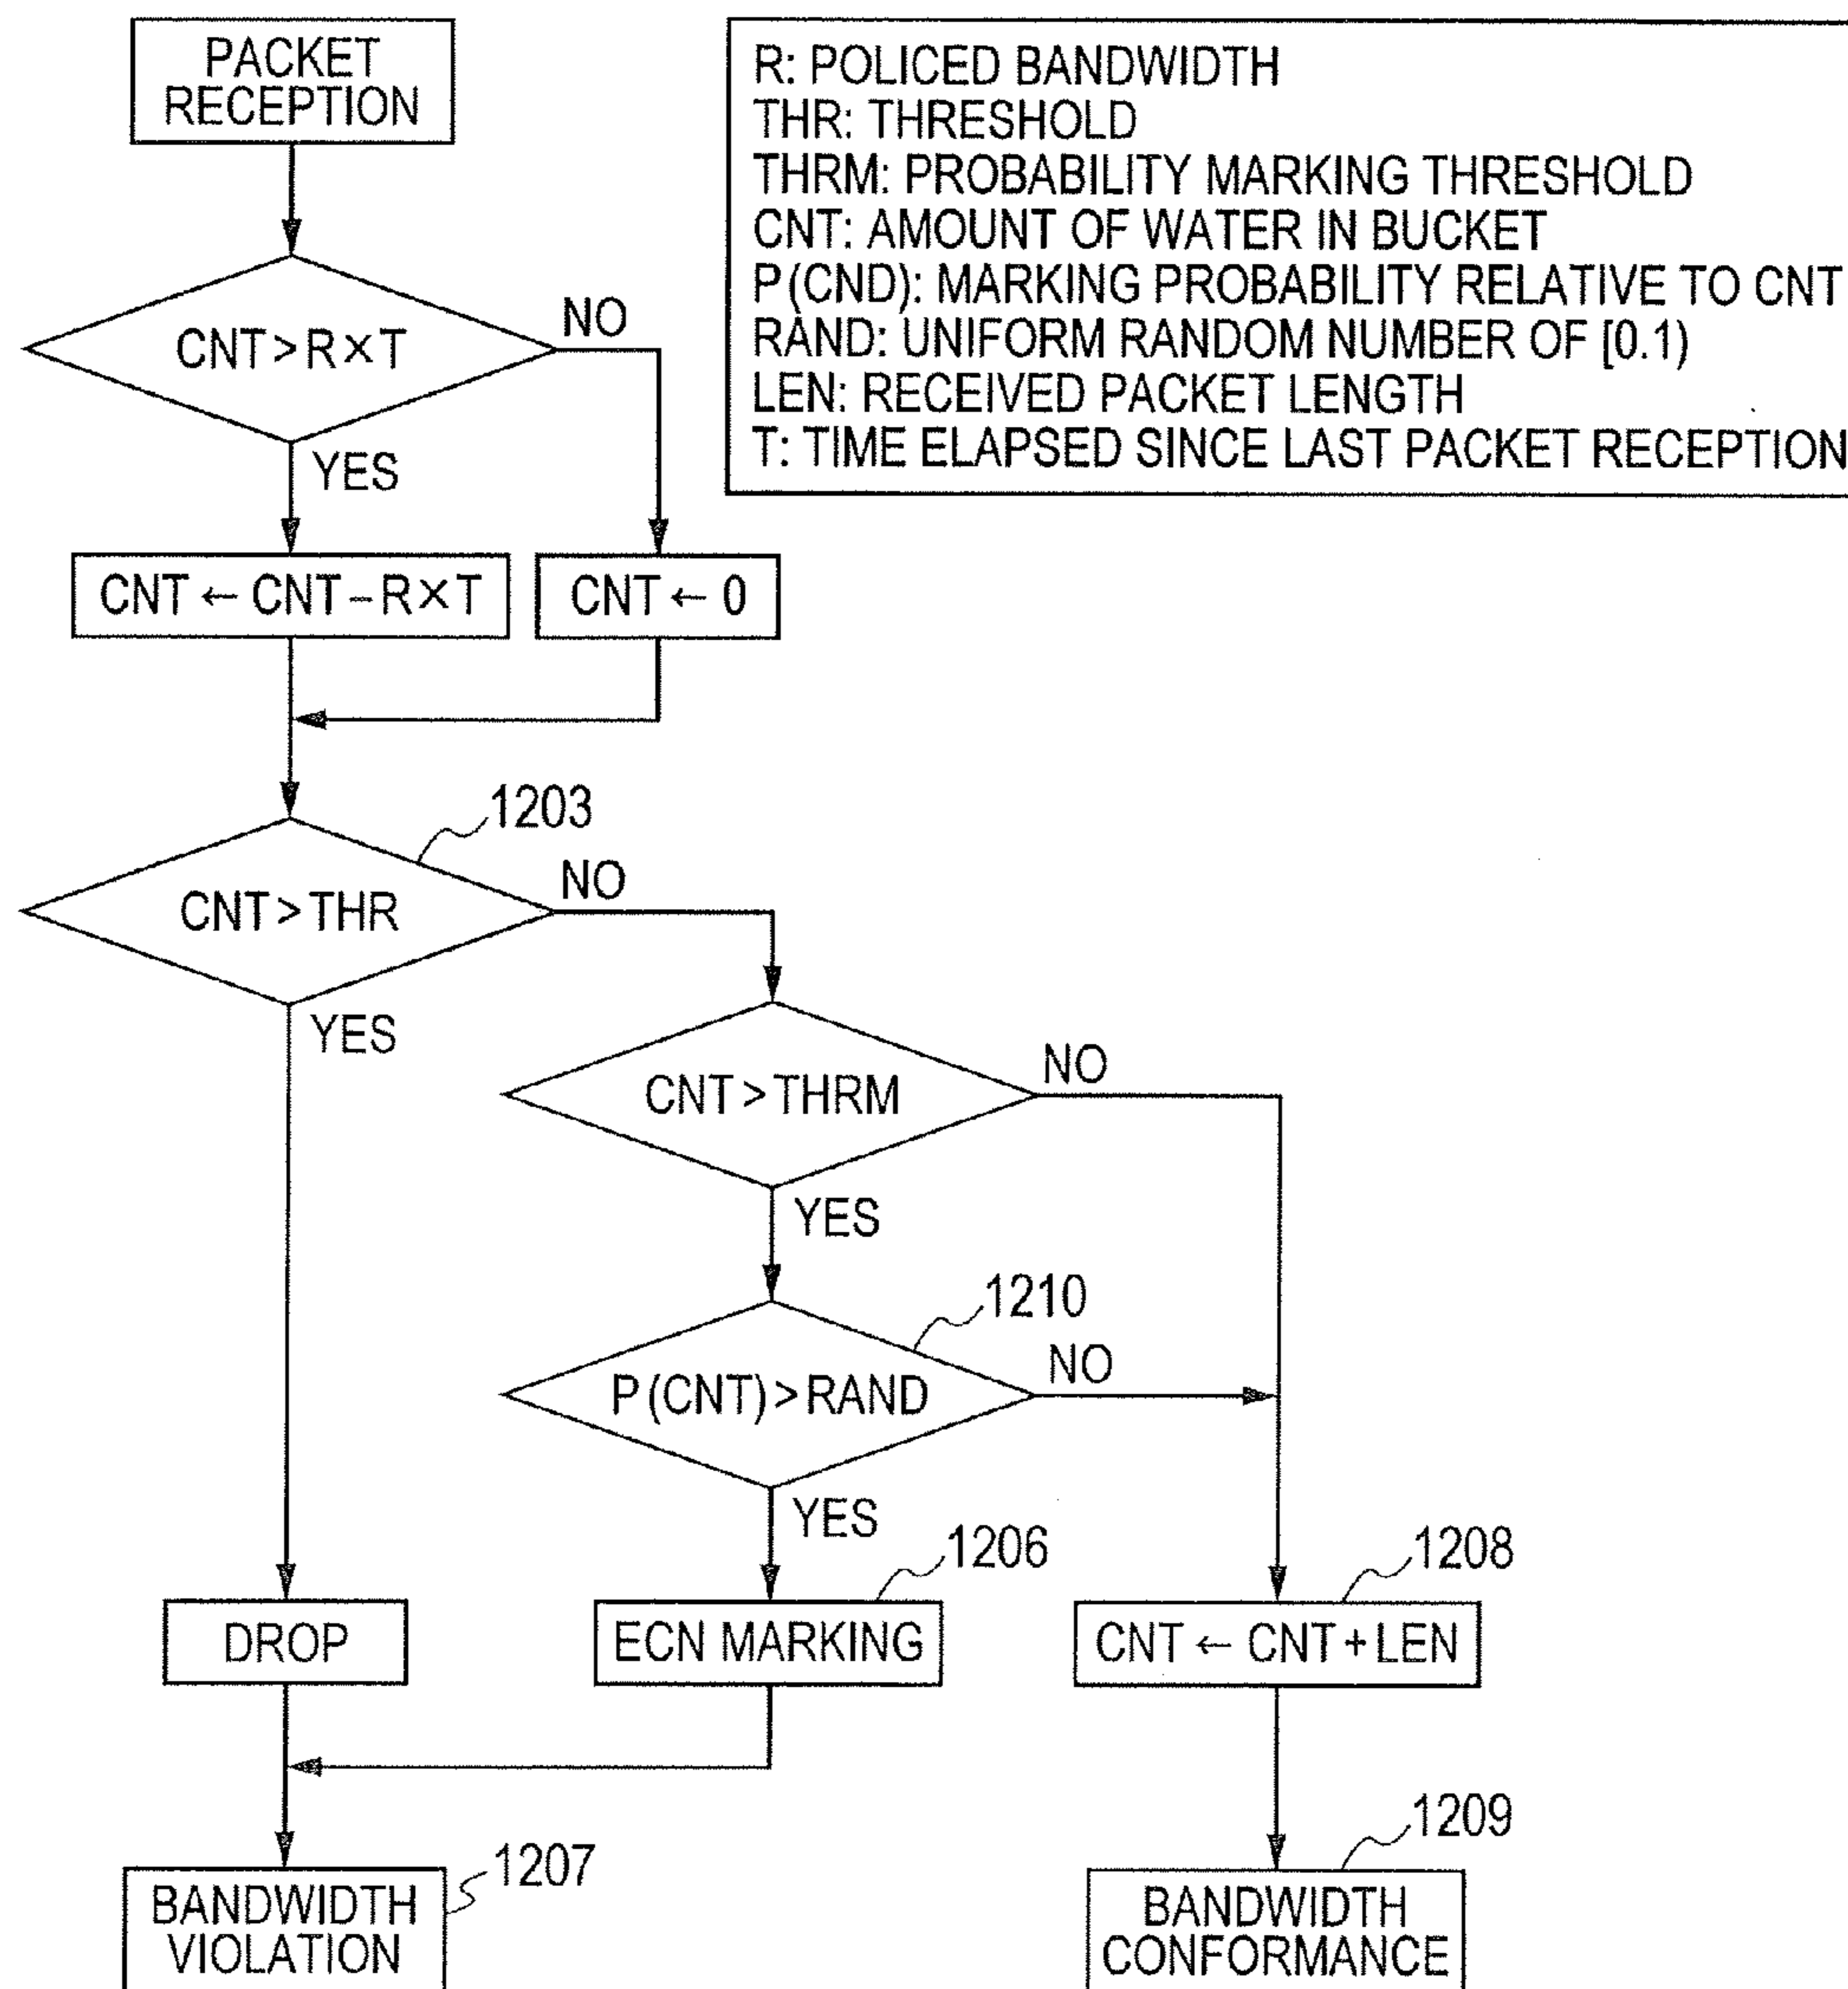 PACKET
RECEPTION
R: POLICED BANDWIDTH
THR: THRESHOLD
THRM: PROBABILITY MARKING THRESHOLD
CNT: AMOUNT OF WATER IN BUCKET
P(CND): MARKING PROBABILITY RELATIVE TO CNT
RAND: UNIFORM RANDOM NUMBER OF [0.1)
LEN: RECEIVED PACKET LENGTH
T: TIME ELAPSED SINCE LAST PACKET RECEPTION
CNT > R×T
NO
YES
CNT ← CNT – R×T
CNT ← 0
1203
CNT > THR
NO
YES
CNT > THRM
NO
YES
1210
P(CNT) > RAND
NO
YES
DROP
1206
ECN MARKING
1208
CNT ← CNT + LEN
1207
BANDWIDTH
VIOLATION
1209
BANDWIDTH
CONFORMANCE